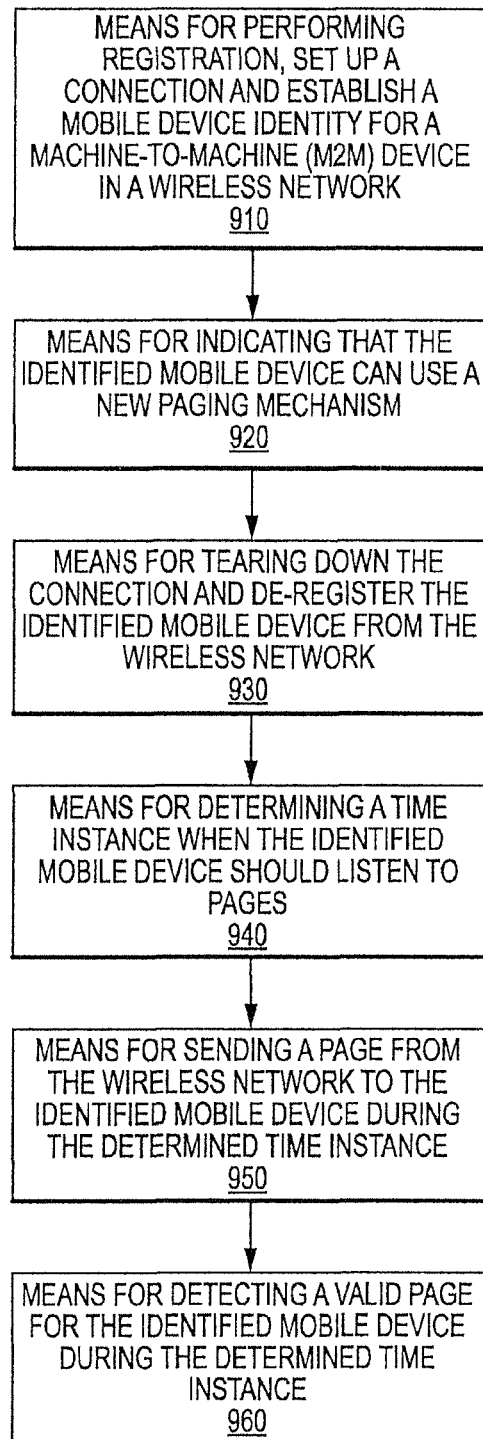 MEANS FOR PERFORMING
REGISTRATION, SET UP A
CONNECTION AND ESTABLISH A
MOBILE DEVICE IDENTITY FOR A
MACHINE-TO-MACHINE (M2M) DEVICE
IN A WIRELESS NETWORK
910
MEANS FOR INDICATING THAT THE
IDENTIFIED MOBILE DEVICE CAN USE A
NEW PAGING MECHANISM
920
MEANS FOR TEARING DOWN THE
CONNECTION AND DE-REGISTER THE
IDENTIFIED MOBILE DEVICE FROM THE
WIRELESS NETWORK
930
MEANS FOR DETERMINING A TIME
INSTANCE WHEN THE IDENTIFIED
MOBILE DEVICE SHOULD LISTEN TO
PAGES
940
MEANS FOR SENDING A PAGE FROM
THE WIRELESS NETWORK TO THE
IDENTIFIED MOBILE DEVICE DURING
THE DETERMINED TIME INSTANCE
950
MEANS FOR DETECTING A VALID PAGE
FOR THE IDENTIFIED MOBILE DEVICE
DURING THE DETERMINED TIME
INSTANCE
960